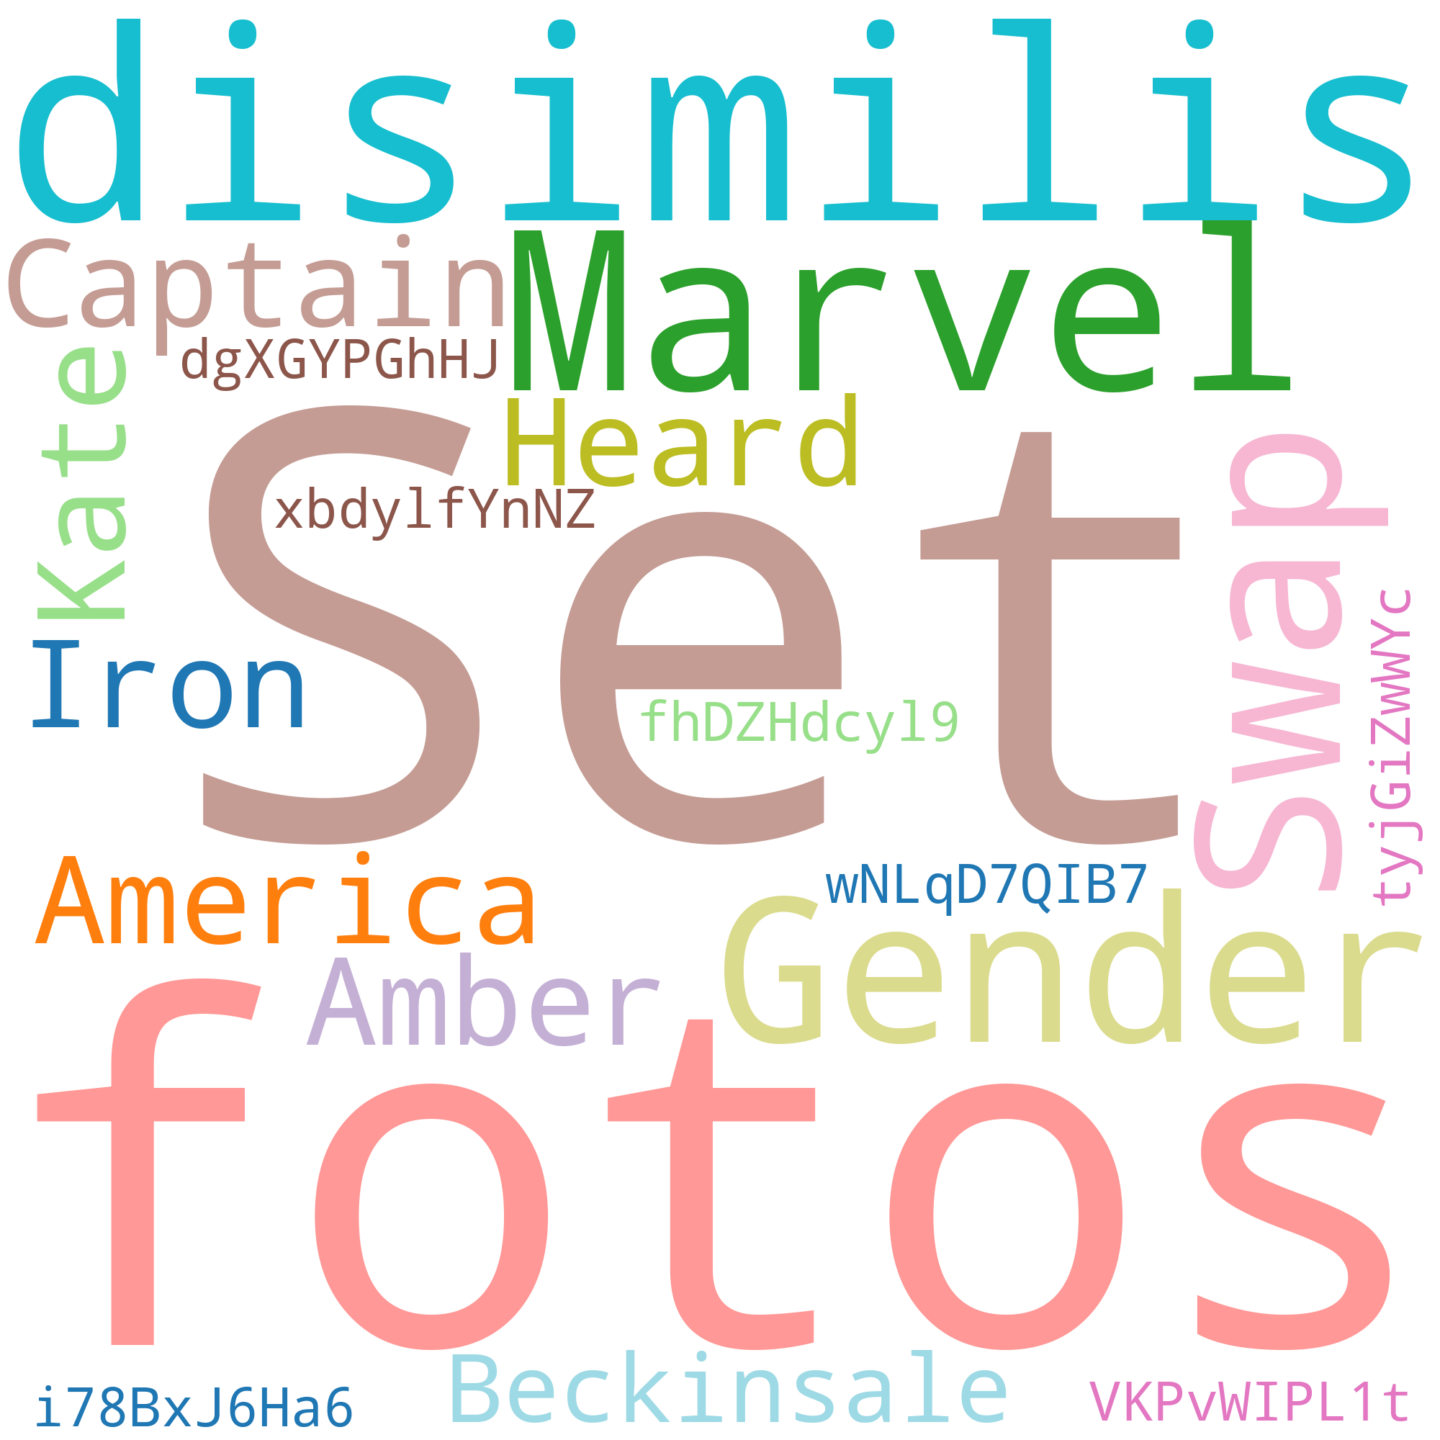 disimilis
Captain
Marvel
dgXGYPGhHJ
Kate
Heard
Set
xbdylfYnNZ
Swap
tyjGiZwWYc
Iron
fhDZHdcyl9
America
wNLqD7QIB7
Gender
Amber
fotos
Beckinsale
i78BxJ6Ha6
VKPvWIPL1t